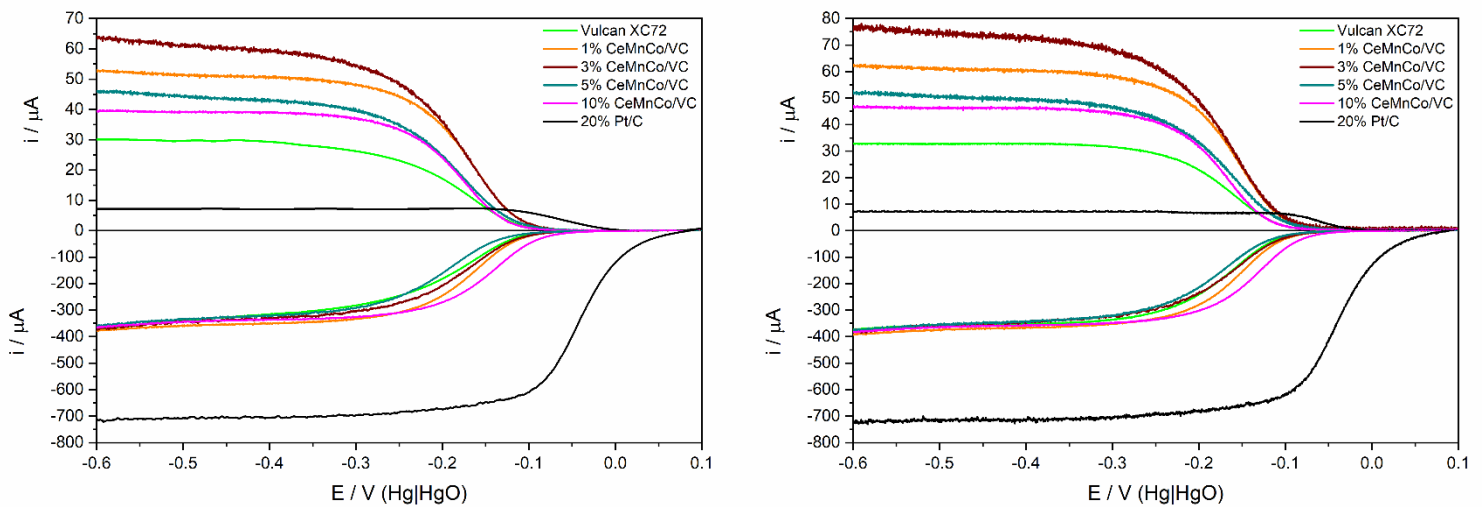 70
60
50
40
30
20
10
0
-100
-200
-300
-400
-500
-600
-700
-800
i / µA
i / µA
Vulcan XC72
1% CeMnCo/VC
3% CeMnCo/VC
5% CeMnCo/VC
10% CeMnCo/VC
20% Pt/C
-0.6 -0.5 -0.4 -0.3 -0.2 -0.1 0.0 0.1
E / V (Hg|HgO)
80
70
60
50
40
30
20
10
0
-100
-200
-300
-400
-500
-600
-700
-800
i / µA
i / µA
Vulcan XC72
1% CeMnCo/VC
3% CeMnCo/VC
5% CeMnCo/VC
10% CeMnCo/VC
20% Pt/C
-0.6 -0.5 -0.4 -0.3 -0.2 -0.1 0.0 0.1
E / V (Hg|HgO)